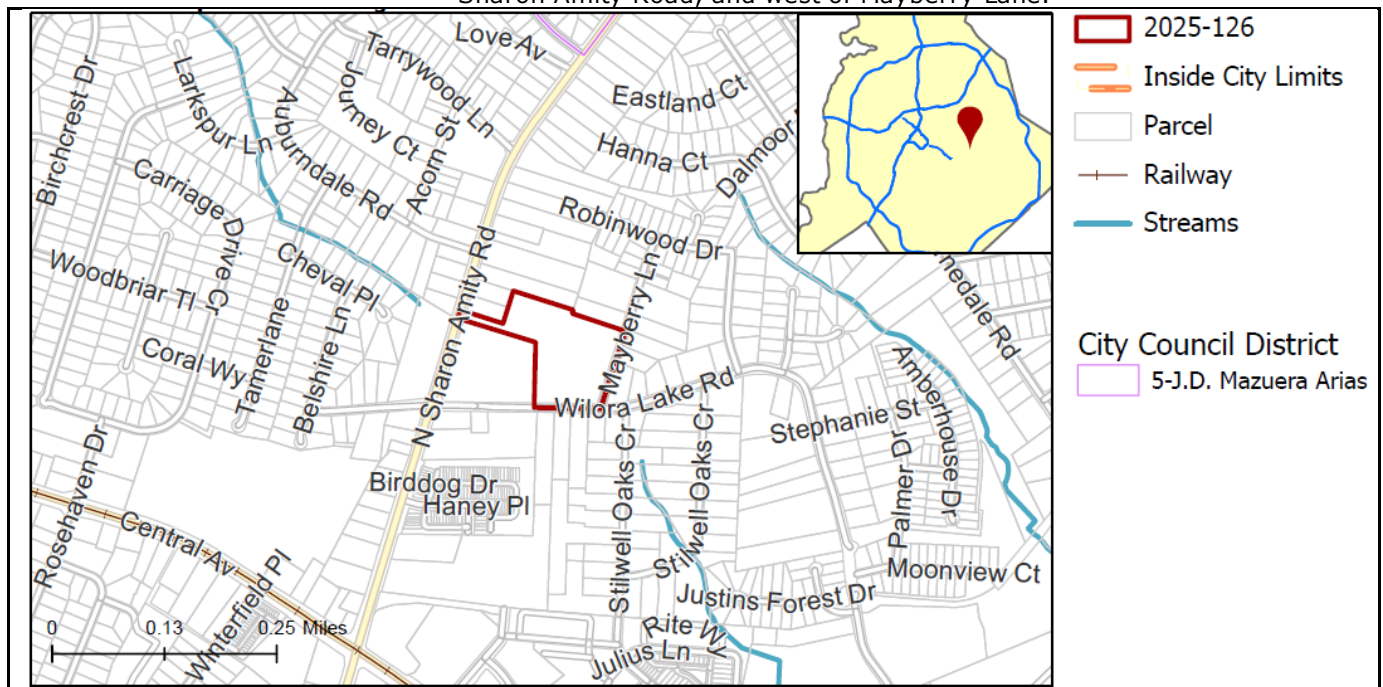 Sharon Amity Road, and west of Mayberry Lane.
Love Av
Tarrywood Ln
Journey Ct
Acorn St
Birchcrest Dr
Larkspur Ln
Auburndale Rd
Eastland Ct
Hanna Ct
Dalmoor
Carriage Drive Cr
Robinwood Dr
N Sharon Amity Rd
Mayberry Ln
Woodbriar Tl
Cheval Pl
Tamerlane
Belshire Ln
Coral Wy
Wilora Lake Rd
Amberhouse Dr
Stephanie St
Palmer Dr
N Sharon Amity Rd
Rosehaven Dr
Birddog Dr
Haney Pl
Stilwell Oaks Cr
Stilwell Oaks Cr
Central Av
Winterfield Pl
Moonview Ct
Justins Forest Dr
Rite Wy
Julius Ln
0 0.13 0.25 Miles
2025-126
Inside City Limits
Parcel
Railway
Streams
City Council District
5-J.D. Mazuera Arias